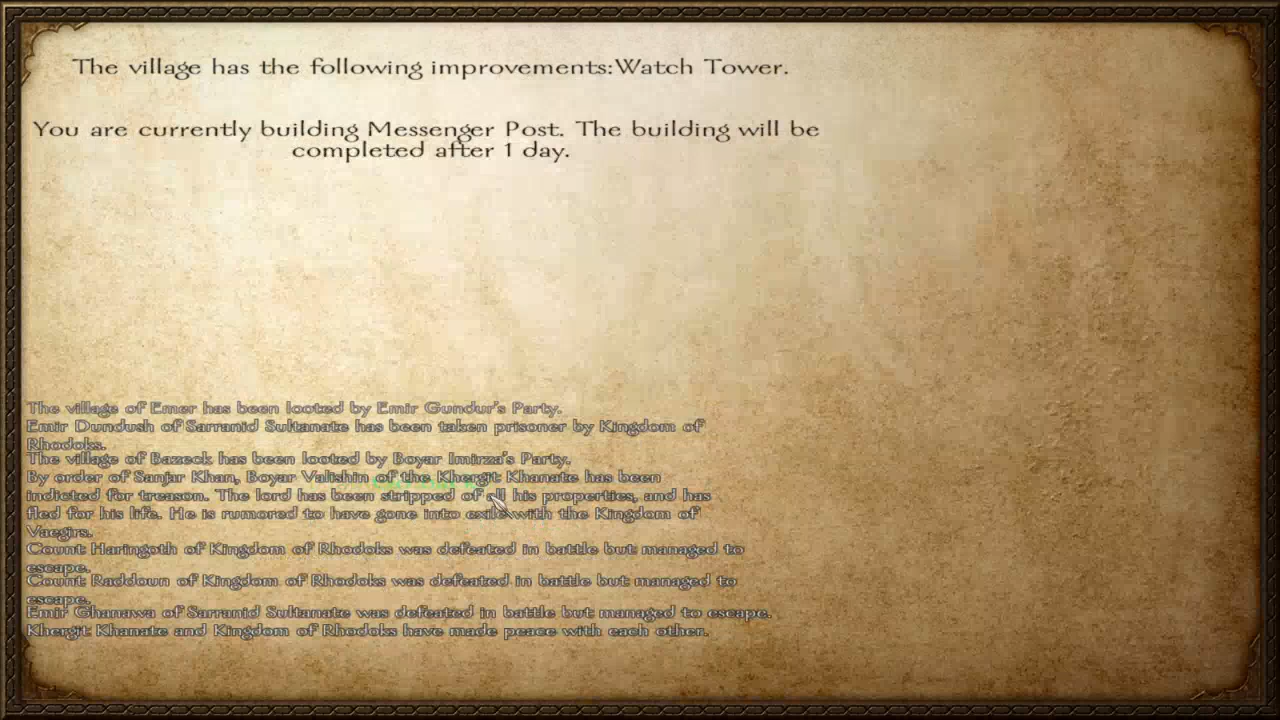 The village has the following improvements:Watch Tower.
You are currently building Messenger Post. The building will be
completed after 1 day.
The village of Emer has been looted by Emir Gundur's Party.
Emir Dundush of Sarranid Sultanate has been taken prisoner by Kingdom of
Rhodoks.
The village of Bazeck has been looted by Boyar Imirza's Party.
By order of Sanjar Khan, Boyar Valishin of the Khergit Khanate has been
indicted for treason. The lord has been stripped of all his properties, and has
fled for his life. He is rumored to have gone into exile with the Kingdom of
Vaegirs.
Count Haringoth of Kingdom of Rhodoks was defeated in battle but managed to
escape.
Count Raddoun of Kingdom of Rhodoks was defeated in battle but managed to
escape.
Emir Ghanawa of Sarranid Sultanate was defeated in battle but managed to escape.
Khergit Khanate and Kingdom of Rhodoks have made peace with each other.